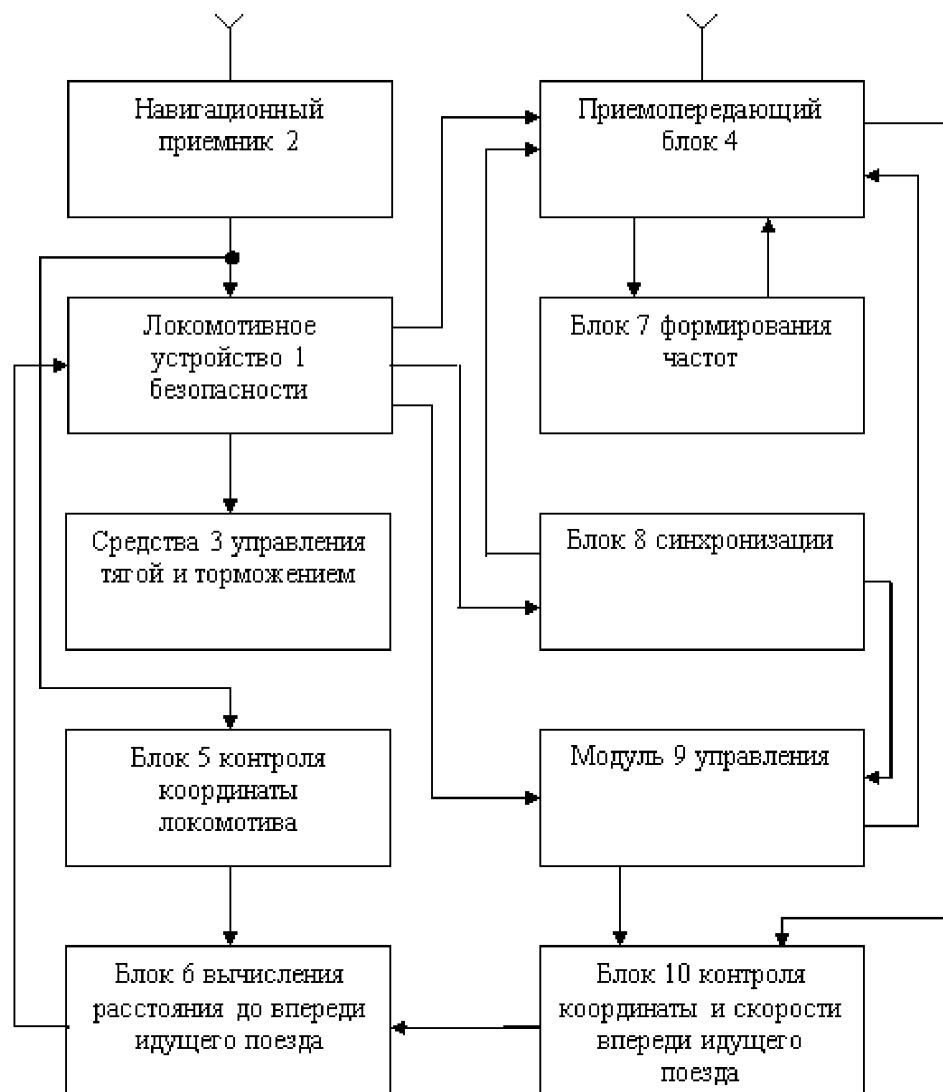 Навигационный
приемник 2
Приемопередающий
блок 4
Локомотивное
устройство 1
безопасности
Блок 7 формирования
частот
Средства 3 управления
тягой и торможением
Блок 8 синхронизации
Блок 5 контроля
координаты
локомотива
Модуль 9 управления
Блок 6 вычисления
расстояния до впереди
идущего поезда
Блок 10 контроля
координаты и скорости
впереди идущего
поезда